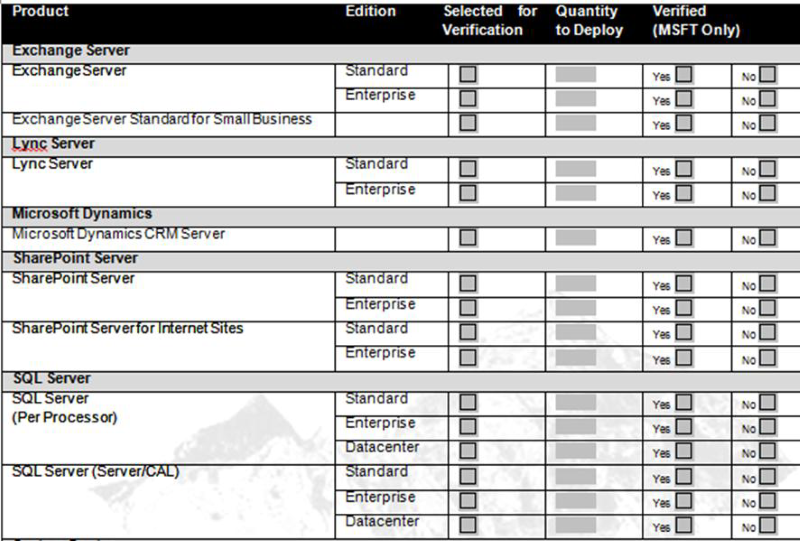 Product Edition Selected for Verification Quantity to Deploy Verified (MSFT Only)
Exchange Server
Exchange Server Standard Yes No
Enterprise Yes No
Exchange Server Standard for Small Business Yes No
Lync Server
Lync Server Standard Yes No
Enterprise Yes No
Microsoft Dynamics
Microsoft Dynamics CRM Server Yes No
SharePoint Server
SharePoint Server Standard Yes No
Enterprise Yes No
SharePoint Server for Internet Sites Standard Yes No
Enterprise Yes No
SQL Server
SQL Server Standard Yes No
(Per Processor) Enterprise Yes No
Datacenter Yes No
SQL Server (Server/CAL) Standard Yes No
Enterprise Yes No
Datacenter Yes No